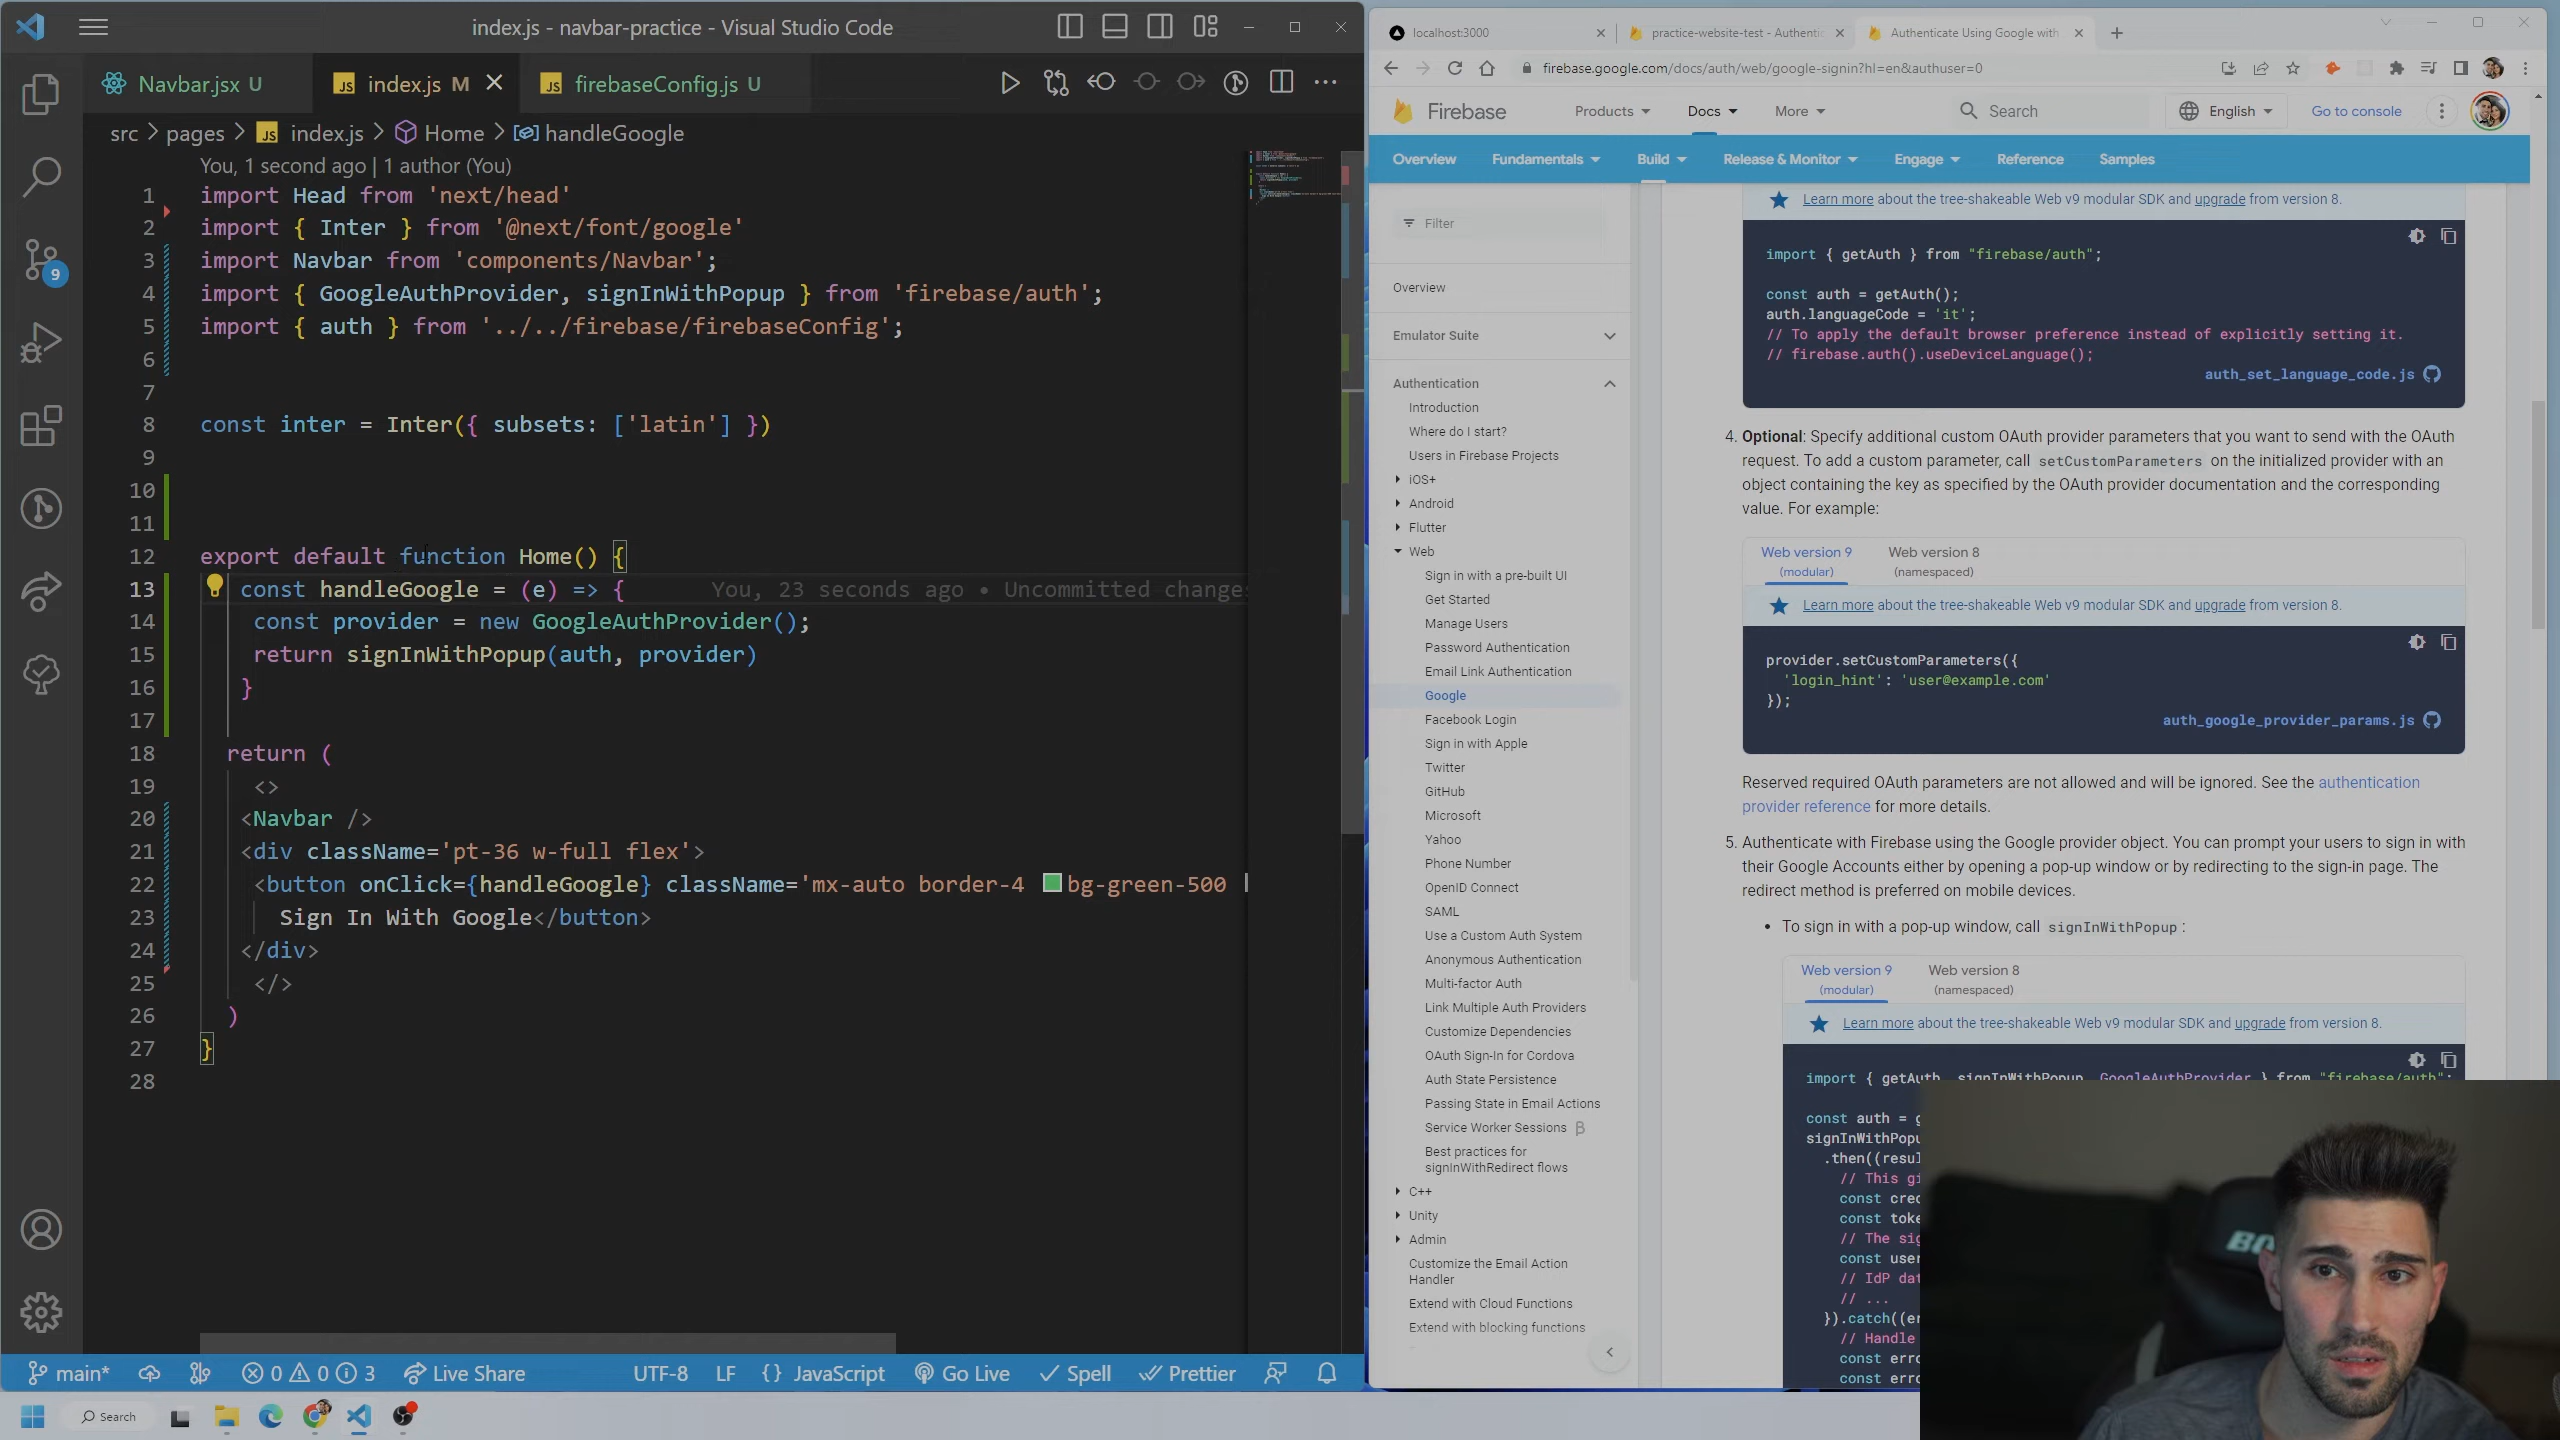 index.js - navbar-practice - Visual Studio Code
Navbar.jsx U
index.js M
firebaseConfig.js U
src > pages > JS index.js > Home > handleGoogle
You, 1 second ago | 1 author (You)
1 import Head from 'next/head'
2 import { Inter } from '@next/font/google'
3 import Navbar from 'components/Navbar';
4 import { GoogleAuthProvider, signInWithPopup } from 'firebase/auth';
5 import { auth } from '../../firebase/firebaseConfig';
6
7
8 const inter = Inter({ subsets: ['latin'] })
9
10
11
12 export default function Home() {
13 const handleGoogle = (e) => { You, 23 seconds ago • Uncommitted changes
14 const provider = new GoogleAuthProvider();
15 return signInWithPopup(auth, provider)
16 }
17
18 return (
19 <>
20 <Navbar />
21 <div className='pt-36 w-full flex'>
22 <button onClick={handleGoogle} className='mx-auto border-4 bg-green-500
23 Sign In With Google</button>
24 </div>
25 </>
26 )
27 }
28
9
main* 0 0 3 Live Share UTF-8 LF {} JavaScript Go Live Spell Prettier
Search
localhost:3000
practice-website-test - Authentic
Authenticate Using Google with
firebase.google.com/docs/auth/web/google-signin?hl=en&authuser=0
Firebase Products Docs More Search English Go to console
Overview Fundamentals Build Release & Monitor Engage Reference Samples
Filter
Overview
Emulator Suite
Authentication
Introduction
Where do I start?
Users in Firebase Projects
iOS+
Android
Flutter
Web
Sign in with a pre-built UI
Get Started
Manage Users
Password Authentication
Email Link Authentication
Google
Facebook Login
Sign in with Apple
Twitter
GitHub
Microsoft
Yahoo
Phone Number
OpenID Connect
SAML
Use a Custom Auth System
Anonymous Authentication
Multi-factor Auth
Link Multiple Auth Providers
Customize Dependencies
OAuth Sign-In for Cordova
Auth State Persistence
Passing State in Email Actions
Service Worker Sessions β
Best practices for
signInWithRedirect flows
C++
Unity
Admin
Customize the Email Action
Handler
Extend with Cloud Functions
Extend with blocking functions
Learn more about the tree-shakeable Web v9 modular SDK and upgrade from version 8.
import { getAuth } from "firebase/auth";
const auth = getAuth();
auth.languageCode = 'it';
// To apply the default browser preference instead of explicitly setting it.
// firebase.auth().useDeviceLanguage();
auth_set_language_code.js
4. Optional: Specify additional custom OAuth provider parameters that you want to send with the OAuth
request. To add a custom parameter, call setCustomParameters on the initialized provider with an
object containing the key as specified by the OAuth provider documentation and the corresponding
value. For example:
Web version 9 Web version 8
(modular) (namespaced)
Learn more about the tree-shakeable Web v9 modular SDK and upgrade from version 8.
provider.setCustomParameters({
'login_hint': 'user@example.com'
});
auth_google_provider_params.js
Reserved required OAuth parameters are not allowed and will be ignored. See the authentication
provider reference for more details.
5. Authenticate with Firebase using the Google provider object. You can prompt your users to sign in with
their Google Accounts either by opening a pop-up window or by redirecting to the sign-in page. The
redirect method is preferred on mobile devices.
• To sign in with a pop-up window, call signInWithPopup :
Web version 9 Web version 8
(modular) (namespaced)
Learn more about the tree-shakeable Web v9 modular SDK and upgrade from version 8.
import { getAuth, signInWithPopup, GoogleAuthProvider } from "firebase/auth";
const auth = g
signInWithPopu
.then((resul
// This gi
const cred
const toke
// The sig
const user
// IdP dat
// ...
}).catch((er
// Handle
const erro
const erro